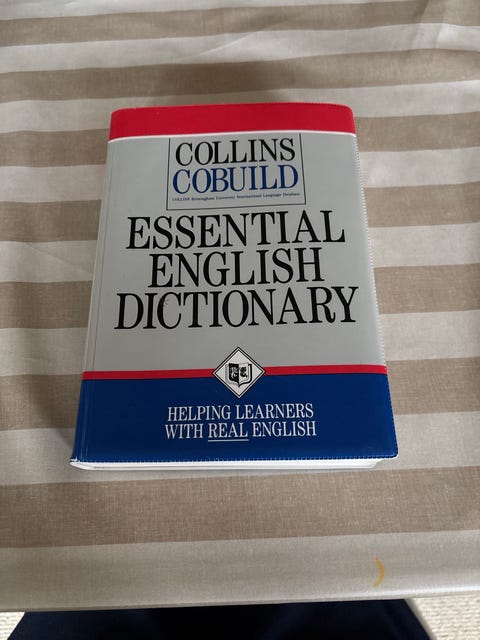 COLLINS
COBUILD
COLLINS Birmingham University International Language Database
ESSENTIAL
ENGLISH
DICTIONARY
HELPING LEARNERS
WITH REAL ENGLISH